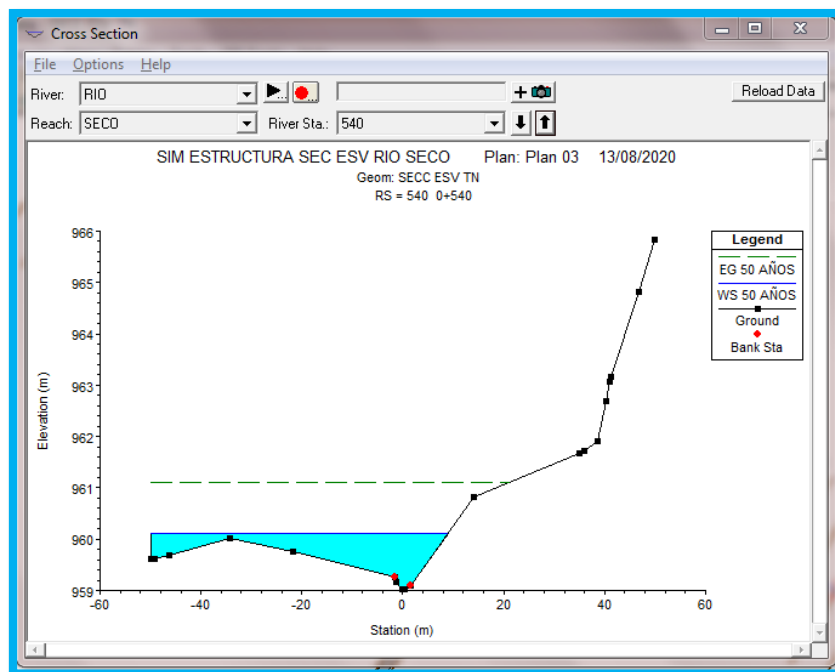 Cross Section
File Options Help
River: RIO ... ... + Reload Data
Reach: SECO River Sta.: 540
SIM ESTRUCTURA SEC ESV RIO SECO Plan: Plan 03 13/08/2020
Geom: SECC ESV TN
RS = 540 0+540
966
965
964
963
962
961
960
959
Elevation (m)
-60 -40 -20 0 20 40 60
Station (m)
Legend
EG 50 AÑOS
WS 50 AÑOS
Ground
Bank Sta